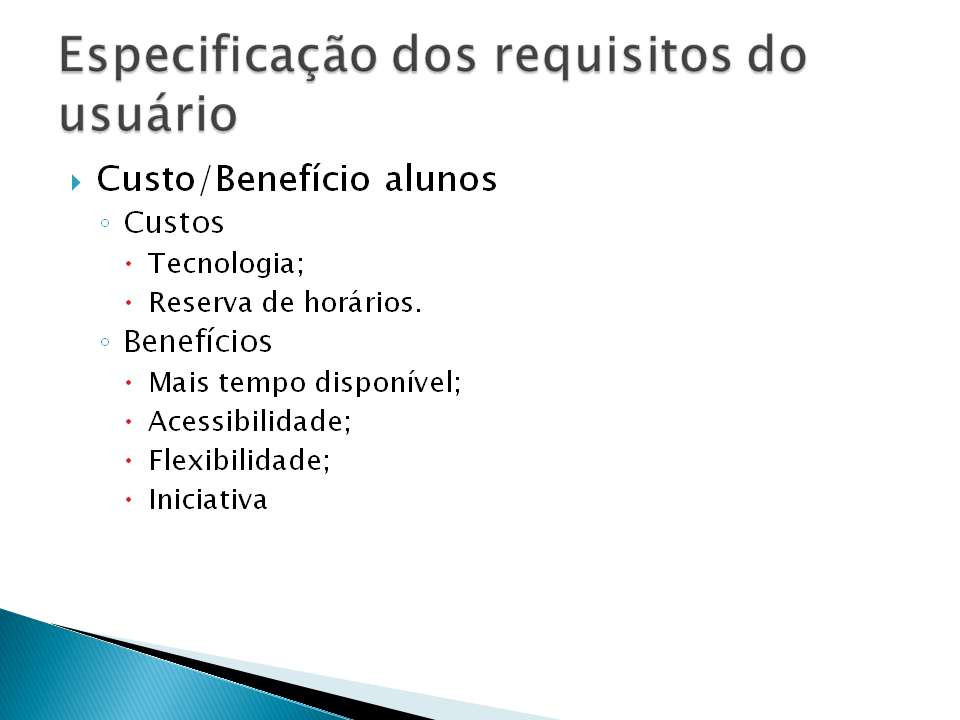 Especificação dos requisitos do
usuário
Custo/Benefício alunos
Custos
Tecnologia;
Reserva de horários.
Benefícios
Mais tempo disponível;
Acessibilidade;
Flexibilidade;
Iniciativa